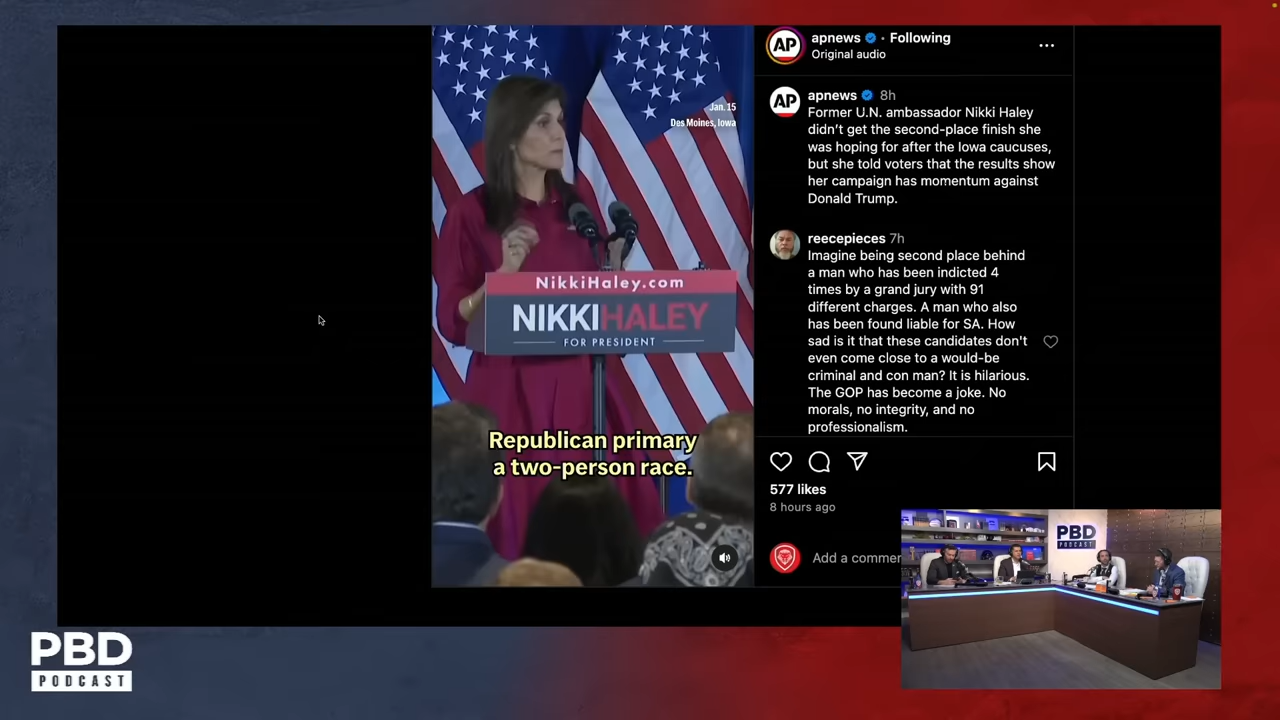 Jan. 15
Des Moines, Iowa
NikkiHaley.com
NIKKIHALEY
FOR PRESIDENT
Republican primary
a two-person race.
AP
apnews • Following
Original audio
AP
apnews 8h
Former U.N. ambassador Nikki Haley
didn’t get the second-place finish she
was hoping for after the Iowa caucuses,
but she told voters that the results show
her campaign has momentum against
Donald Trump.
reecepieces 7h
Imagine being second place behind
a man who has been indicted 4
times by a grand jury with 91
different charges. A man who also
has been found liable for SA. How
sad is it that these candidates don't
even come close to a would-be
criminal and con man? It is hilarious.
The GOP has become a joke. No
morals, no integrity, and no
professionalism.
577 likes
8 hours ago
Add a commen
PBD
PODCAST
PBD
PODCAST